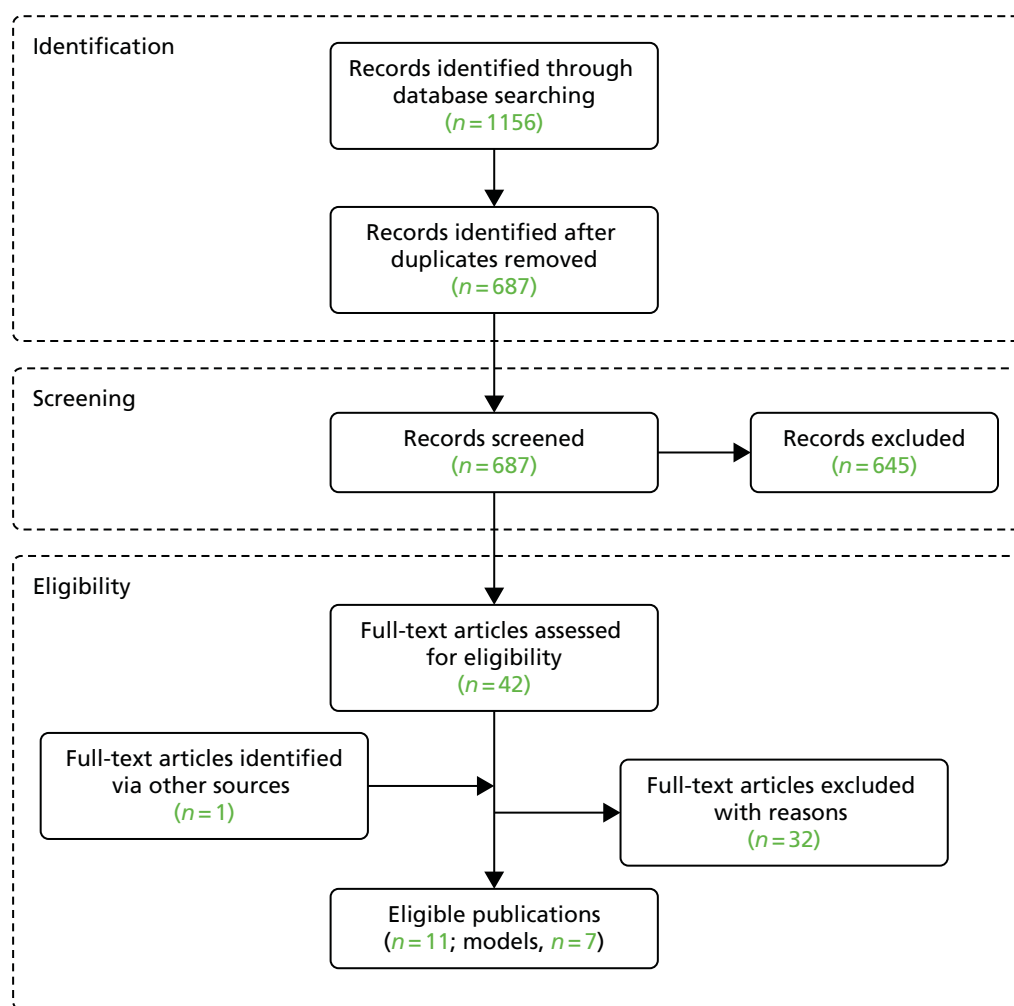 Identification
Records identified through
database searching
(n = 1156)
Records identified after
duplicates removed
(n = 687)
Screening
Records screened
(n = 687)
Records excluded
(n = 645)
Eligibility
Full-text articles assessed
for eligibility
(n = 42)
Full-text articles identified
via other sources
(n = 1)
Full-text articles excluded
with reasons
(n = 32)
Eligible publications
(n = 11; models, n = 7)